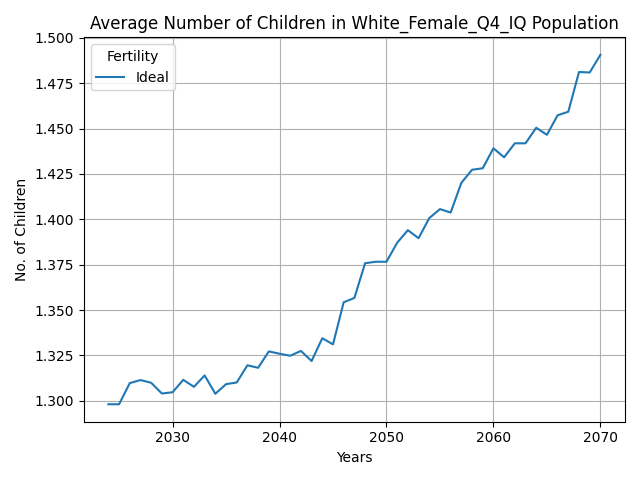 Average Number of Children in White_Female_Q4_IQ Population
1.500
1.475
1.450
1.425
1.400
1.375
1.350
1.325
1.300
No. of Children
Fertility
Ideal
2030
2040
2050
2060
2070
Years